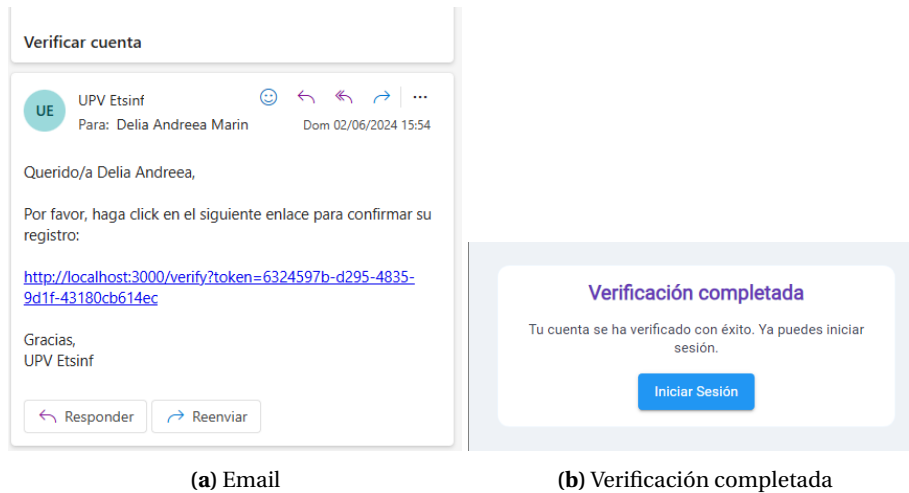 Verificar cuenta
UE
UPV Etsinf
Para: Delia Andreea Marin
Dom 02/06/2024 15:54
Querido/a Delia Andreea,
Por favor, haga click en el siguiente enlace para confirmar su
registro:
http://localhost:3000/verify?token=6324597b-d295-4835-
9d1f-43180cb614ec
Gracias,
UPV Etsinf
Responder
Reenviar
(a) Email
Verificación completada
Tu cuenta se ha verificado con éxito. Ya puedes iniciar
sesión.
Iniciar Sesión
(b) Verificación completada